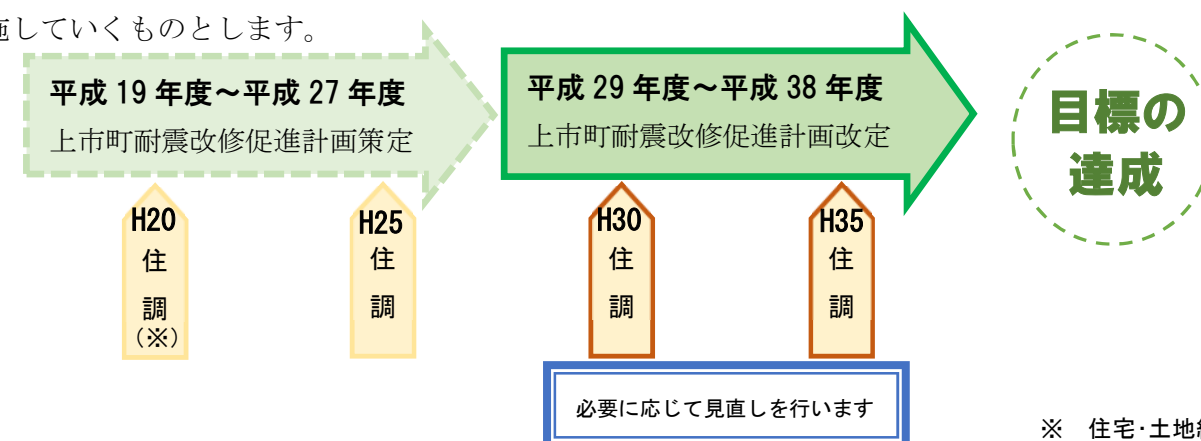 施していくものとします。
平成 19 年度～平成 27 年度
上市町耐震改修促進計画策定
平成 29 年度～平成 38 年度
上市町耐震改修促進計画改定
目標の
達成
H20
住
調
(※)
H25
住
調
H30
住
調
H35
住
調
必要に応じて見直しを行います
※ 住宅･土地